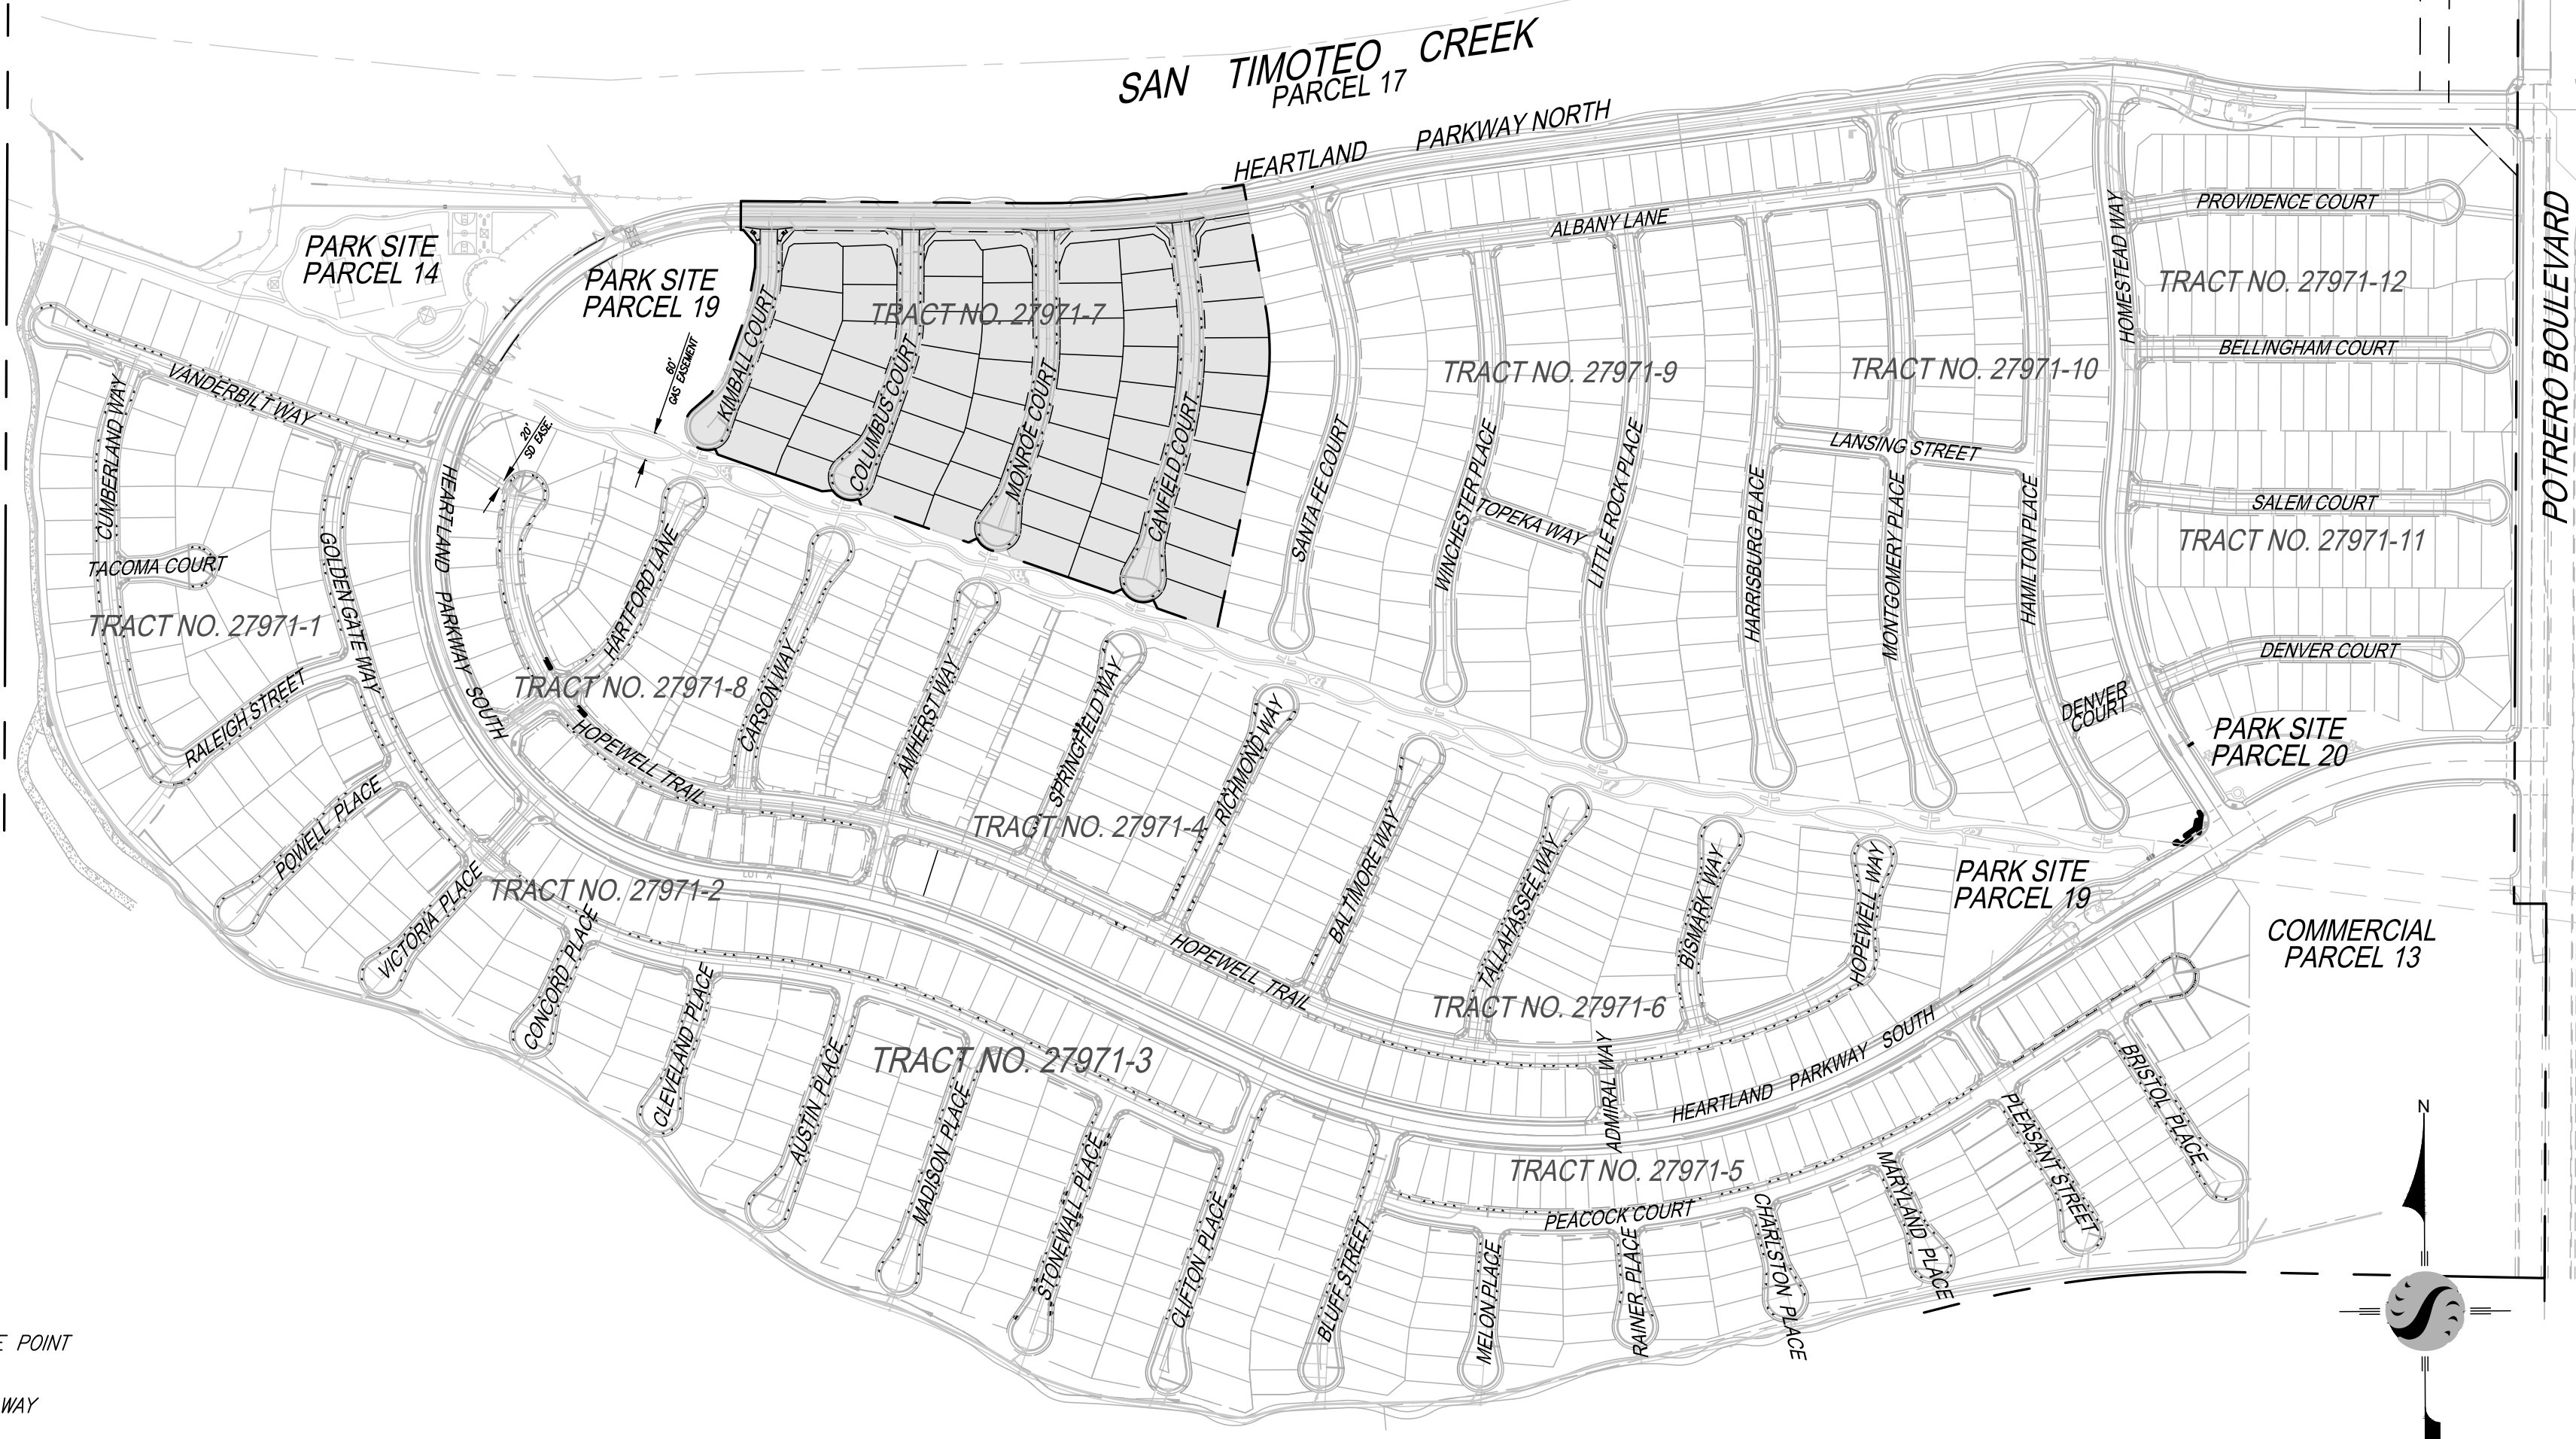 SAN TIMOTEO CREEK
PARCEL 17
HEARTLAND PARKWAY NORTH
PARK SITE
PARCEL 14
PARK SITE
PARCEL 19
60'
GAS EASEMENT
20'
SD EASE.
KIMBALL COURT
COLUMBUS COURT
MONROE COURT
CANFIELD COURT
TRACT NO. 27971-7
SANTA FE COURT
ALBANY LANE
WINCHESTER PLACE
TOPEKA WAY
LITTLE ROCK PLACE
TRACT NO. 27971-9
HARRISBURG PLACE
LANSING STREET
MONTGOMERY PLACE
HAMILTON PLACE
TRACT NO. 27971-10
HOMESTEAD WAY
PROVIDENCE COURT
TRACT NO. 27971-12
BELLINGHAM COURT
SALEM COURT
TRACT NO. 27971-11
DENVER COURT
DENVER
COURT
POTRERO BOULEVARD
PARK SITE
PARCEL 20
VANDERBILT WAY
CUMBERLAND WAY
TACOMA COURT
TRACT NO. 27971-1
GOLDEN GATE WAY
RALEIGH STREET
HEARTLAND PARKWAY SOUTH
HARTFORD LANE
TRACT NO. 27971-8
HOPEWELL TRAIL
CARSON WAY
AMHERST WAY
SPRINGFIELD WAY
RICHMOND WAY
TRACT NO. 27971-4
LOT A
POWELL PLACE
VICTORIA PLACE
TRACT NO. 27971-2
CONCORD PLACE
CLEVELAND PLACE
AUSTIN PLACE
TRACT NO. 27971-3
MADISON PLACE
STONEWALL PLACE
CLIFTON PLACE
HOPEWELL TRAIL
BALTIMORE WAY
TALLAHASSEE WAY
BISMARK WAY
HOPEWELL WAY
TRACT NO. 27971-6
ADMIRAL WAY
HEARTLAND PARKWAY SOUTH
PARK SITE
PARCEL 19
COMMERCIAL
PARCEL 13
TRACT NO. 27971-5
PEACOCK COURT
BLUFF STREET
MELON PLACE
RAINER PLACE
CHARLSTON PLACE
MARYLAND PLACE
PLEASANT STREET
BRISTOL PLACE
N
E POINT
WAY